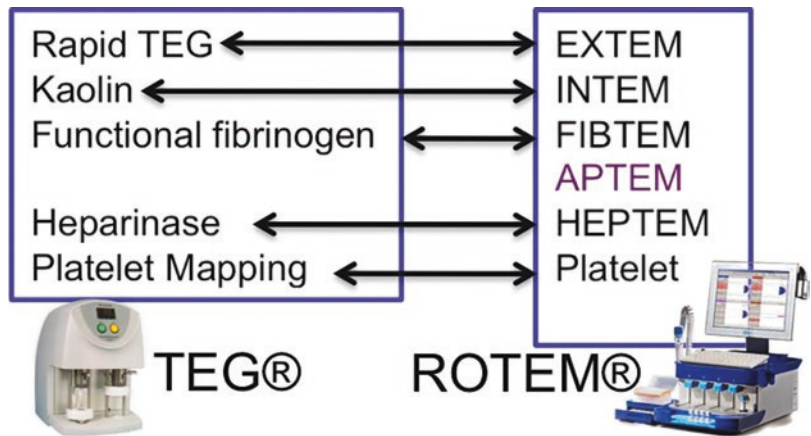 Rapid TEG EXTEM
Kaolin INTEM
Functional fibrinogen FIBTEM
APTEM
Heparinase HEPTEM
Platelet Mapping Platelet
TEG® ROTEM®